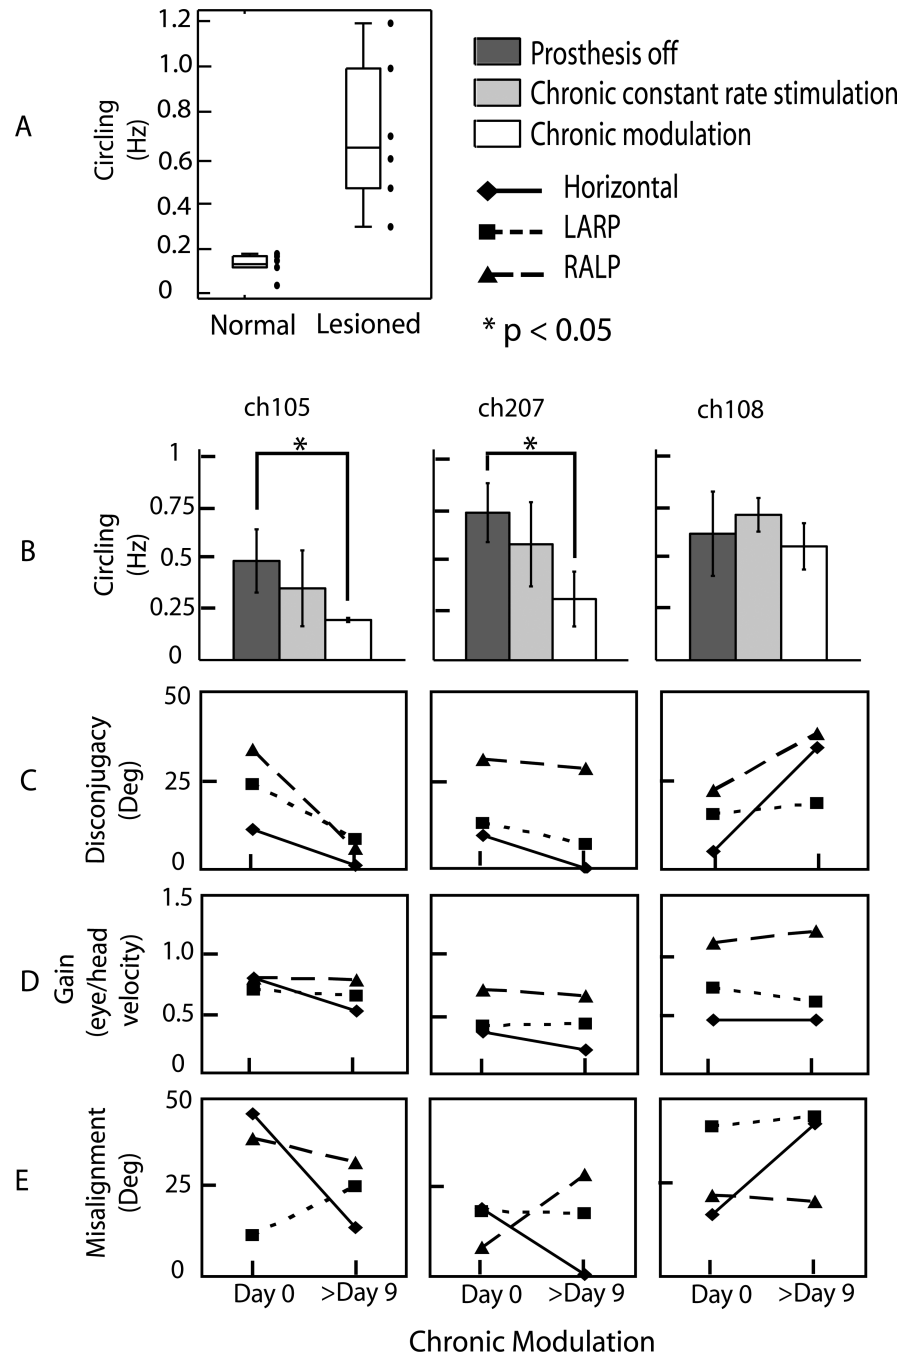 A
Circling
(Hz)
1.2
1.0
0.8
0.6
0.4
0.2
0
Normal
Lesioned
Prosthesis off
Chronic constant rate stimulation
Chronic modulation
Horizontal
LARP
RALP
* p < 0.05
ch105
ch207
ch108
B
Circling
(Hz)
1
0.75
0.5
0.25
0
*
*
C
Disconjugacy
(Deg)
50
25
0
D
Gain
(eye/head
velocity)
1.5
1.0
0.5
0
E
Misalignment
(Deg)
50
25
0
Day 0
>Day 9
Day 0
>Day 9
Day 0
>Day 9
Chronic Modulation